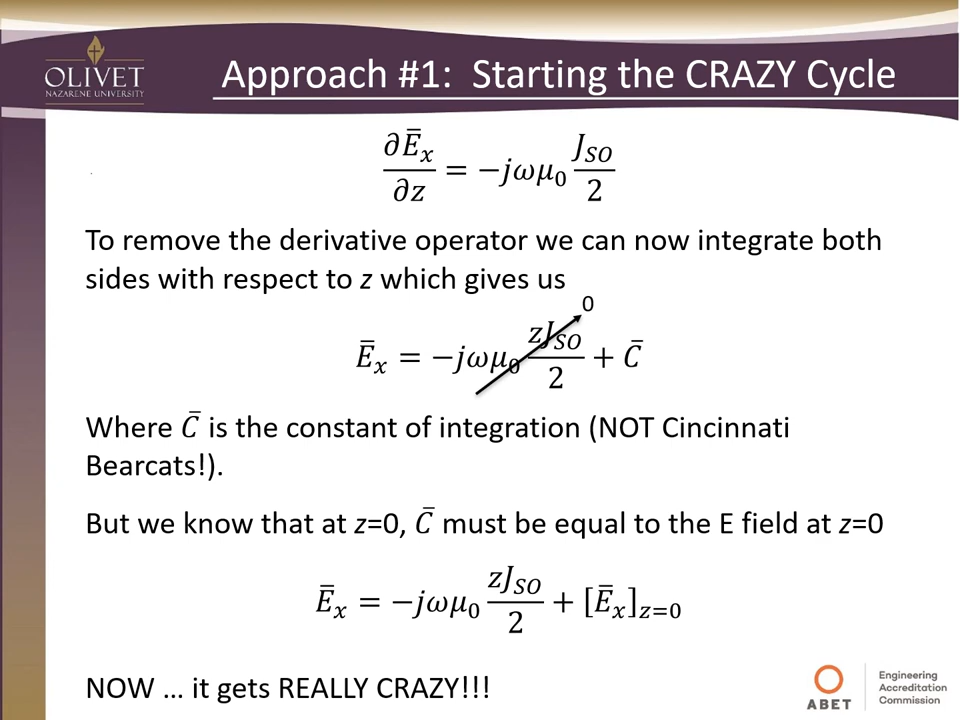 OLIVET
NAZARENE UNIVERSITY
Approach #1: Starting the CRAZY Cycle
∂Ē_x/∂z = −jωμ₀ J_SO/2
To remove the derivative operator we can now integrate both
sides with respect to z which gives us
0
Ē_x = −jωμ₀ zJ_SO/2 + C̄
Where C̄ is the constant of integration (NOT Cincinnati
Bearcats!).
But we know that at z=0, C̄ must be equal to the E field at z=0
Ē_x = −jωμ₀ zJ_SO/2 + [Ē_x]_z=0
NOW … it gets REALLY CRAZY!!!
ABET
Engineering
Accreditation
Commission